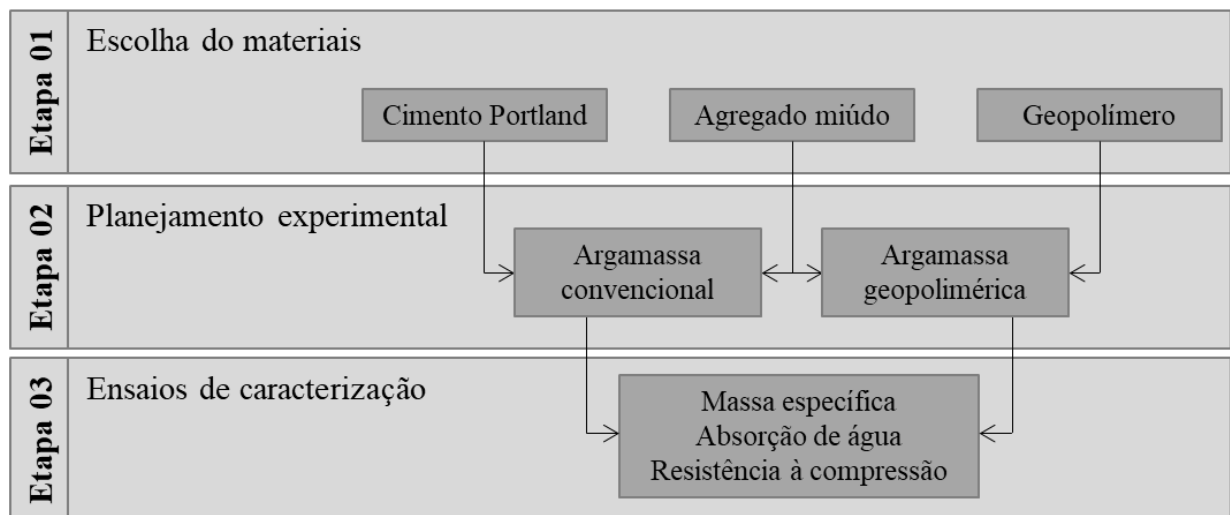 Etapa 01
Escolha do materiais
Cimento Portland
Agregado miúdo
Geopolímero
Etapa 02
Planejamento experimental
Argamassa
convencional
Argamassa
geopolimérica
Etapa 03
Ensaios de caracterização
Massa específica
Absorção de água
Resistência à compressão